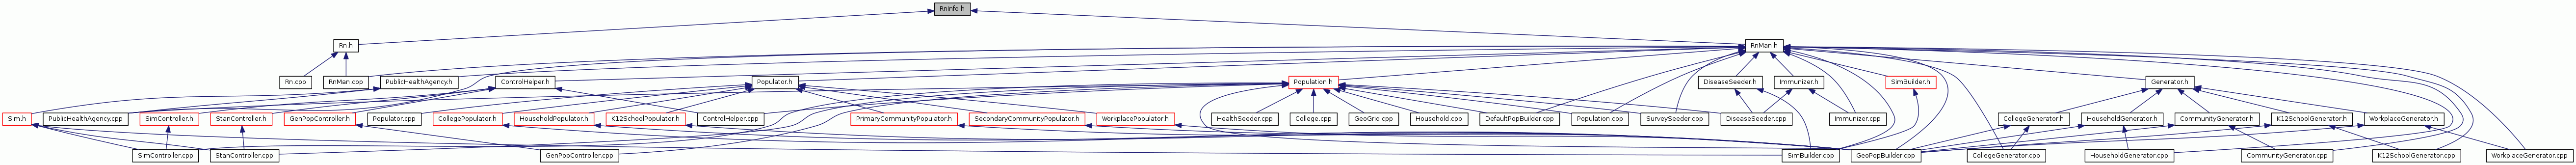 RnInfo.h
Rn.h
RnMan.h
Rn.cpp
RnMan.cpp
PublicHealthAgency.h
ControlHelper.h
Populator.h
Population.h
DiseaseSeeder.h
Immunizer.h
SimBuilder.h
Generator.h
Sim.h
PublicHealthAgency.cpp
SimController.h
StanController.h
GenPopController.h
Populator.cpp
CollegePopulator.h
HouseholdPopulator.h
K12SchoolPopulator.h
ControlHelper.cpp
PrimaryCommunityPopulator.h
SecondaryCommunityPopulator.h
WorkplacePopulator.h
HealthSeeder.cpp
College.cpp
GeoGrid.cpp
Household.cpp
DefaultPopBuilder.cpp
Population.cpp
SurveySeeder.cpp
DiseaseSeeder.cpp
Immunizer.cpp
CollegeGenerator.h
HouseholdGenerator.h
CommunityGenerator.h
K12SchoolGenerator.h
WorkplaceGenerator.h
SimController.cpp
StanController.cpp
GenPopController.cpp
SimBuilder.cpp
GeoPopBuilder.cpp
CollegeGenerator.cpp
HouseholdGenerator.cpp
CommunityGenerator.cpp
K12SchoolGenerator.cpp
WorkplaceGenerator.cpp